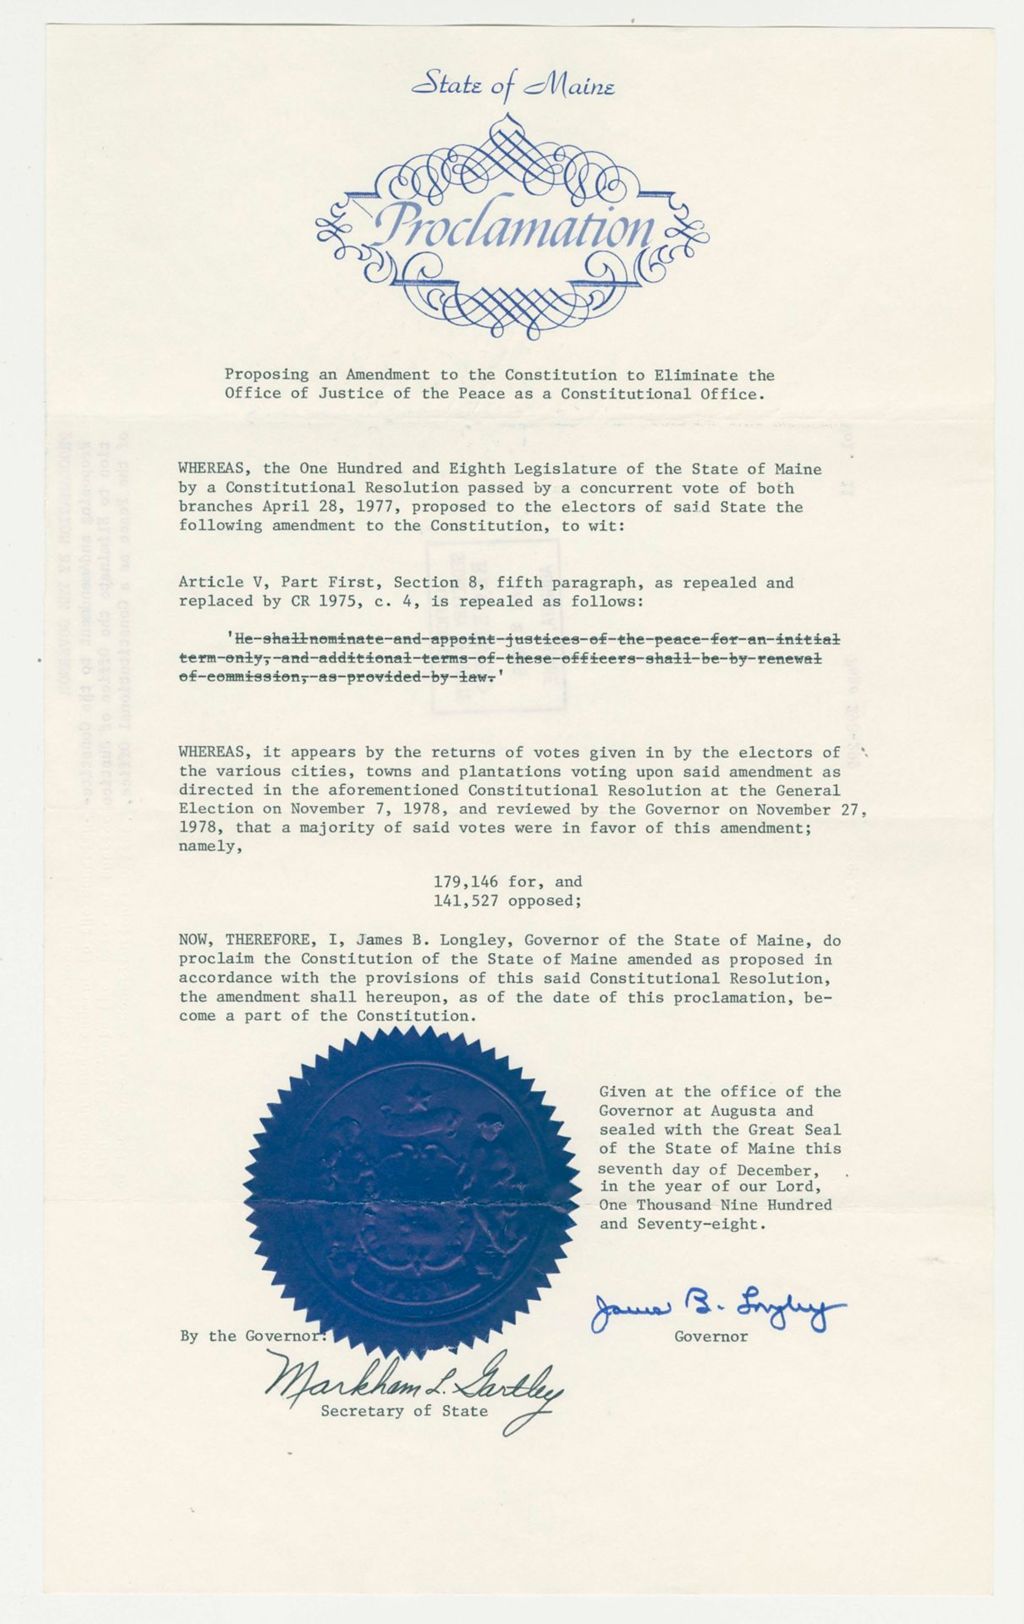 State of Maine
Proclamation
Proposing an Amendment to the Constitution to Eliminate the
Office of Justice of the Peace as a Constitutional Office.
WHEREAS, the One Hundred and Eighth Legislature of the State of Maine
by a Constitutional Resolution passed by a concurrent vote of both
branches April 28, 1977, proposed to the electors of said State the
following amendment to the Constitution, to wit:
Article V, Part First, Section 8, fifth paragraph, as repealed and
replaced by CR 1975, c. 4, is repealed as follows:
'He-shall nominate-and-appoint-justices-of-the-peace-for-an-initial
term-only,-and-additional-terms-of-these-officers-shall-be-by-renewal
of-commission,-as-provided-by-law.'
WHEREAS, it appears by the returns of votes given in by the electors of
the various cities, towns and plantations voting upon said amendment as
directed in the aforementioned Constitutional Resolution at the General
Election on November 7, 1978, and reviewed by the Governor on November 27,
1978, that a majority of said votes were in favor of this amendment;
namely,
179,146 for, and
141,527 opposed;
NOW, THEREFORE, I, James B. Longley, Governor of the State of Maine, do
proclaim the Constitution of the State of Maine amended as proposed in
accordance with the provisions of this said Constitutional Resolution,
the amendment shall hereupon, as of the date of this proclamation, be-
come a part of the Constitution.
Given at the office of the
Governor at Augusta and
sealed with the Great Seal
of the State of Maine this
seventh day of December,
in the year of our Lord,
One Thousand Nine Hundred
and Seventy-eight.
James B. Longley
Governor
By the Governor:
Markham L. Gartley
Secretary of State